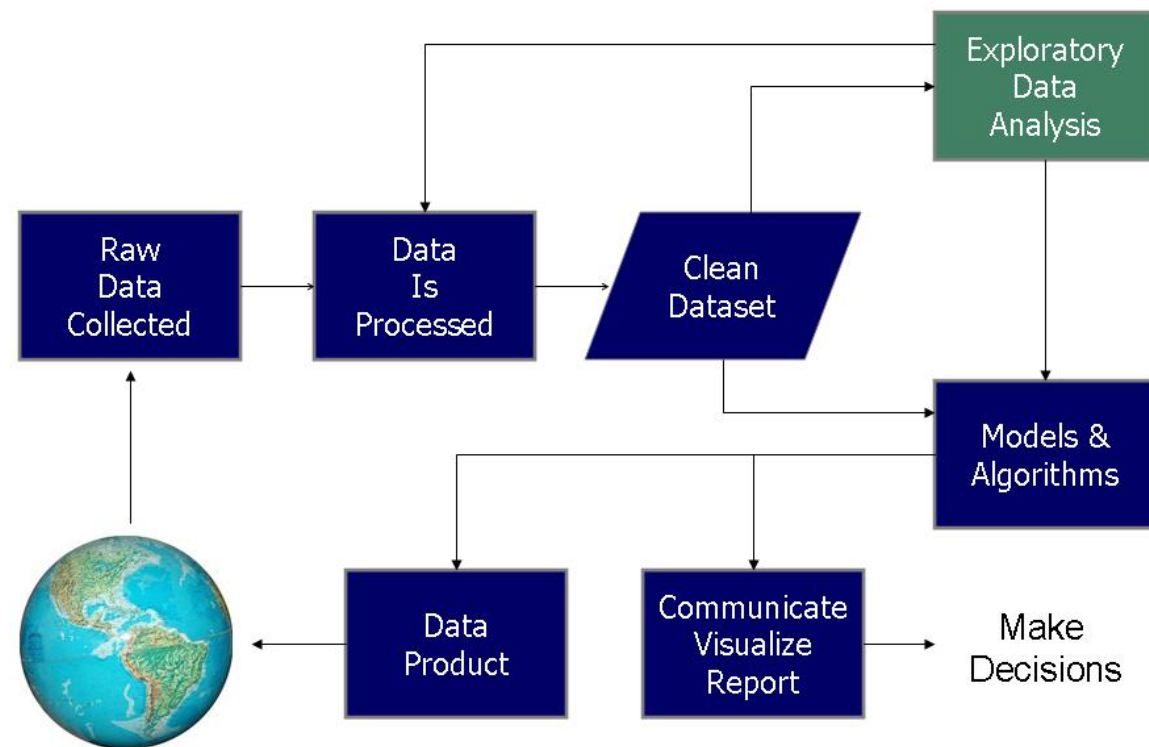 Exploratory
Data
Analysis
Raw
Data
Collected
Data
Is
Processed
Clean
Dataset
Models &
Algorithms
Data
Product
Communicate
Visualize
Report
Make
Decisions